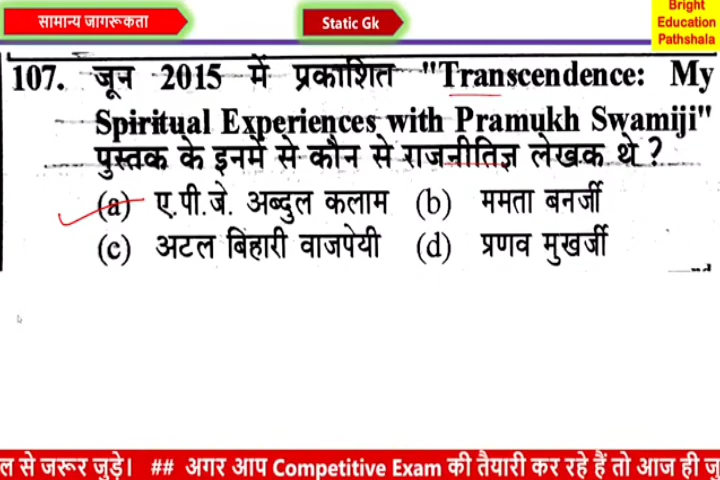 सामान्य जागरूकता
Static Gk
Bright
Education
Pathshala
107. जून 2015 में प्रकाशित "Transcendence: My
Spiritual Experiences with Pramukh Swamiji"
पुस्तक के इनमें से कौन से राजनीतिज्ञ लेखक थे ?
(a) ए.पी.जे. अब्दुल कलाम (b) ममता बनर्जी
(c) अटल बिहारी वाजपेयी (d) प्रणव मुखर्जी
ल से जरूर जुड़े। ## अगर आप Competitive Exam की तैयारी कर रहे हैं तो आज ही जु